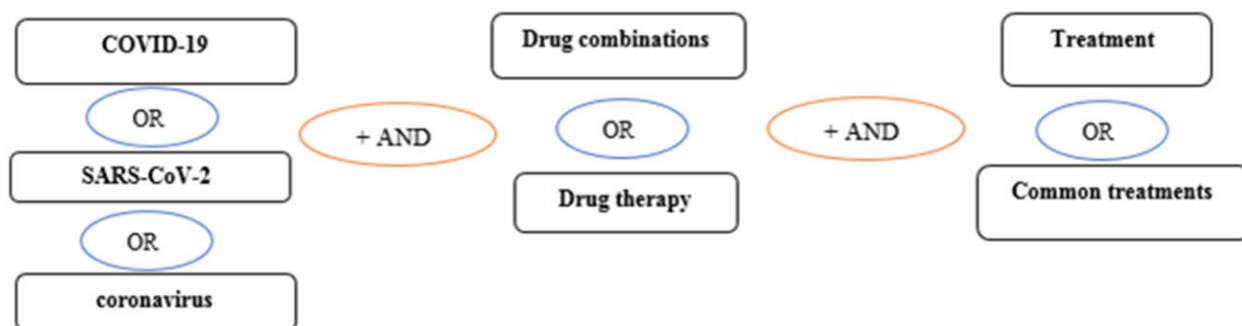 COVID-19
OR
SARS-CoV-2
OR
coronavirus
+ AND
Drug combinations
OR
Drug therapy
+ AND
Treatment
OR
Common treatments